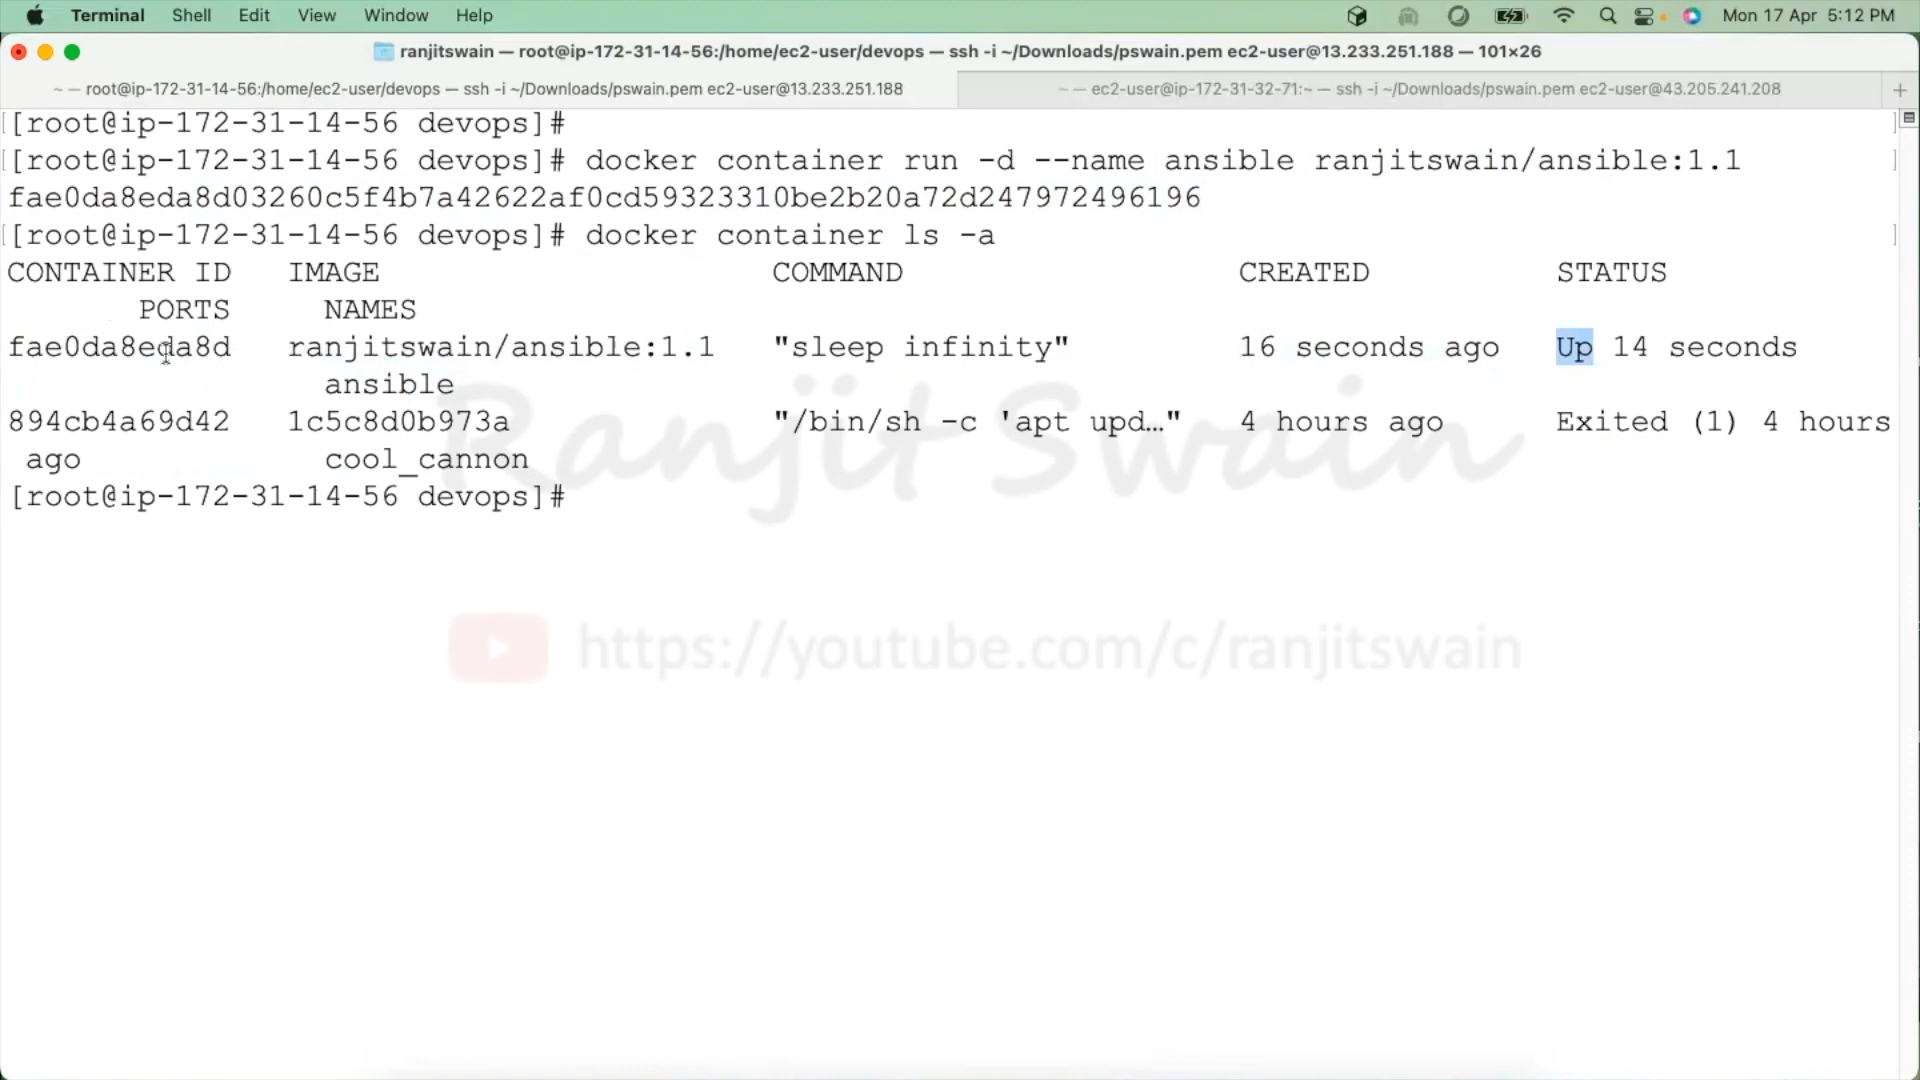 Terminal Shell Edit View Window Help Mon 17 Apr 5:12 PM
ranjitswain — root@ip-172-31-14-56:/home/ec2-user/devops — ssh -i ~/Downloads/pswain.pem ec2-user@13.233.251.188 — 101×26
~ — root@ip-172-31-14-56:/home/ec2-user/devops — ssh -i ~/Downloads/pswain.pem ec2-user@13.233.251.188 ~ — ec2-user@ip-172-31-32-71:~ — ssh -i ~/Downloads/pswain.pem ec2-user@43.205.241.208 +
[[root@ip-172-31-14-56 devops]# ]
[[root@ip-172-31-14-56 devops]# docker container run -d --name ansible ranjitswain/ansible:1.1 ]
fae0da8eda8d03260c5f4b7a42622af0cd59323310be2b20a72d247972496196
[[root@ip-172-31-14-56 devops]# docker container ls -a ]
CONTAINER ID IMAGE COMMAND CREATED STATUS
PORTS NAMES
fae0da8eda8d ranjitswain/ansible:1.1 "sleep infinity" 16 seconds ago Up 14 seconds
ansible
894cb4a69d42 1c5c8d0b973a "/bin/sh -c 'apt upd…" 4 hours ago Exited (1) 4 hours
ago cool_cannon
[root@ip-172-31-14-56 devops]#
Ranjit Swain
https://youtube.com/c/ranjitswain